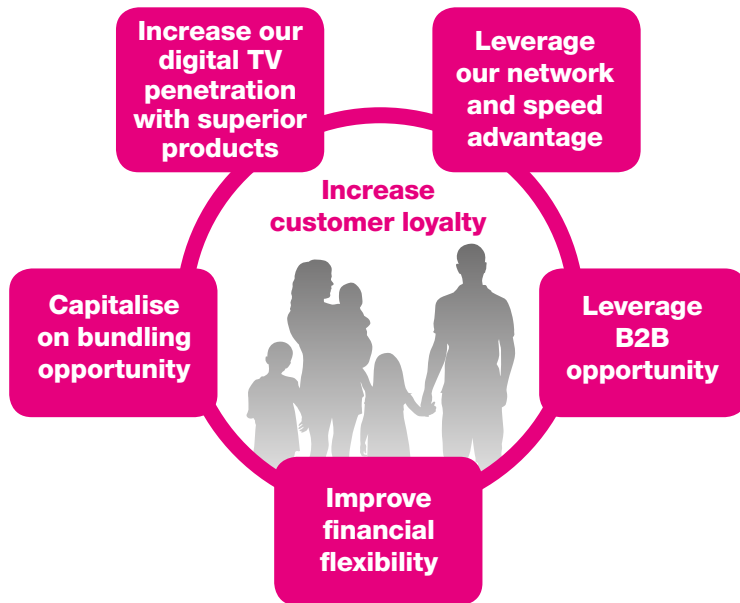 Increase our
digital TV
penetration
with superior
products
Leverage
our network
and speed
advantage
Increase
customer loyalty
Capitalise
on bundling
opportunity
Leverage
B2B
opportunity
Improve
financial
flexibility